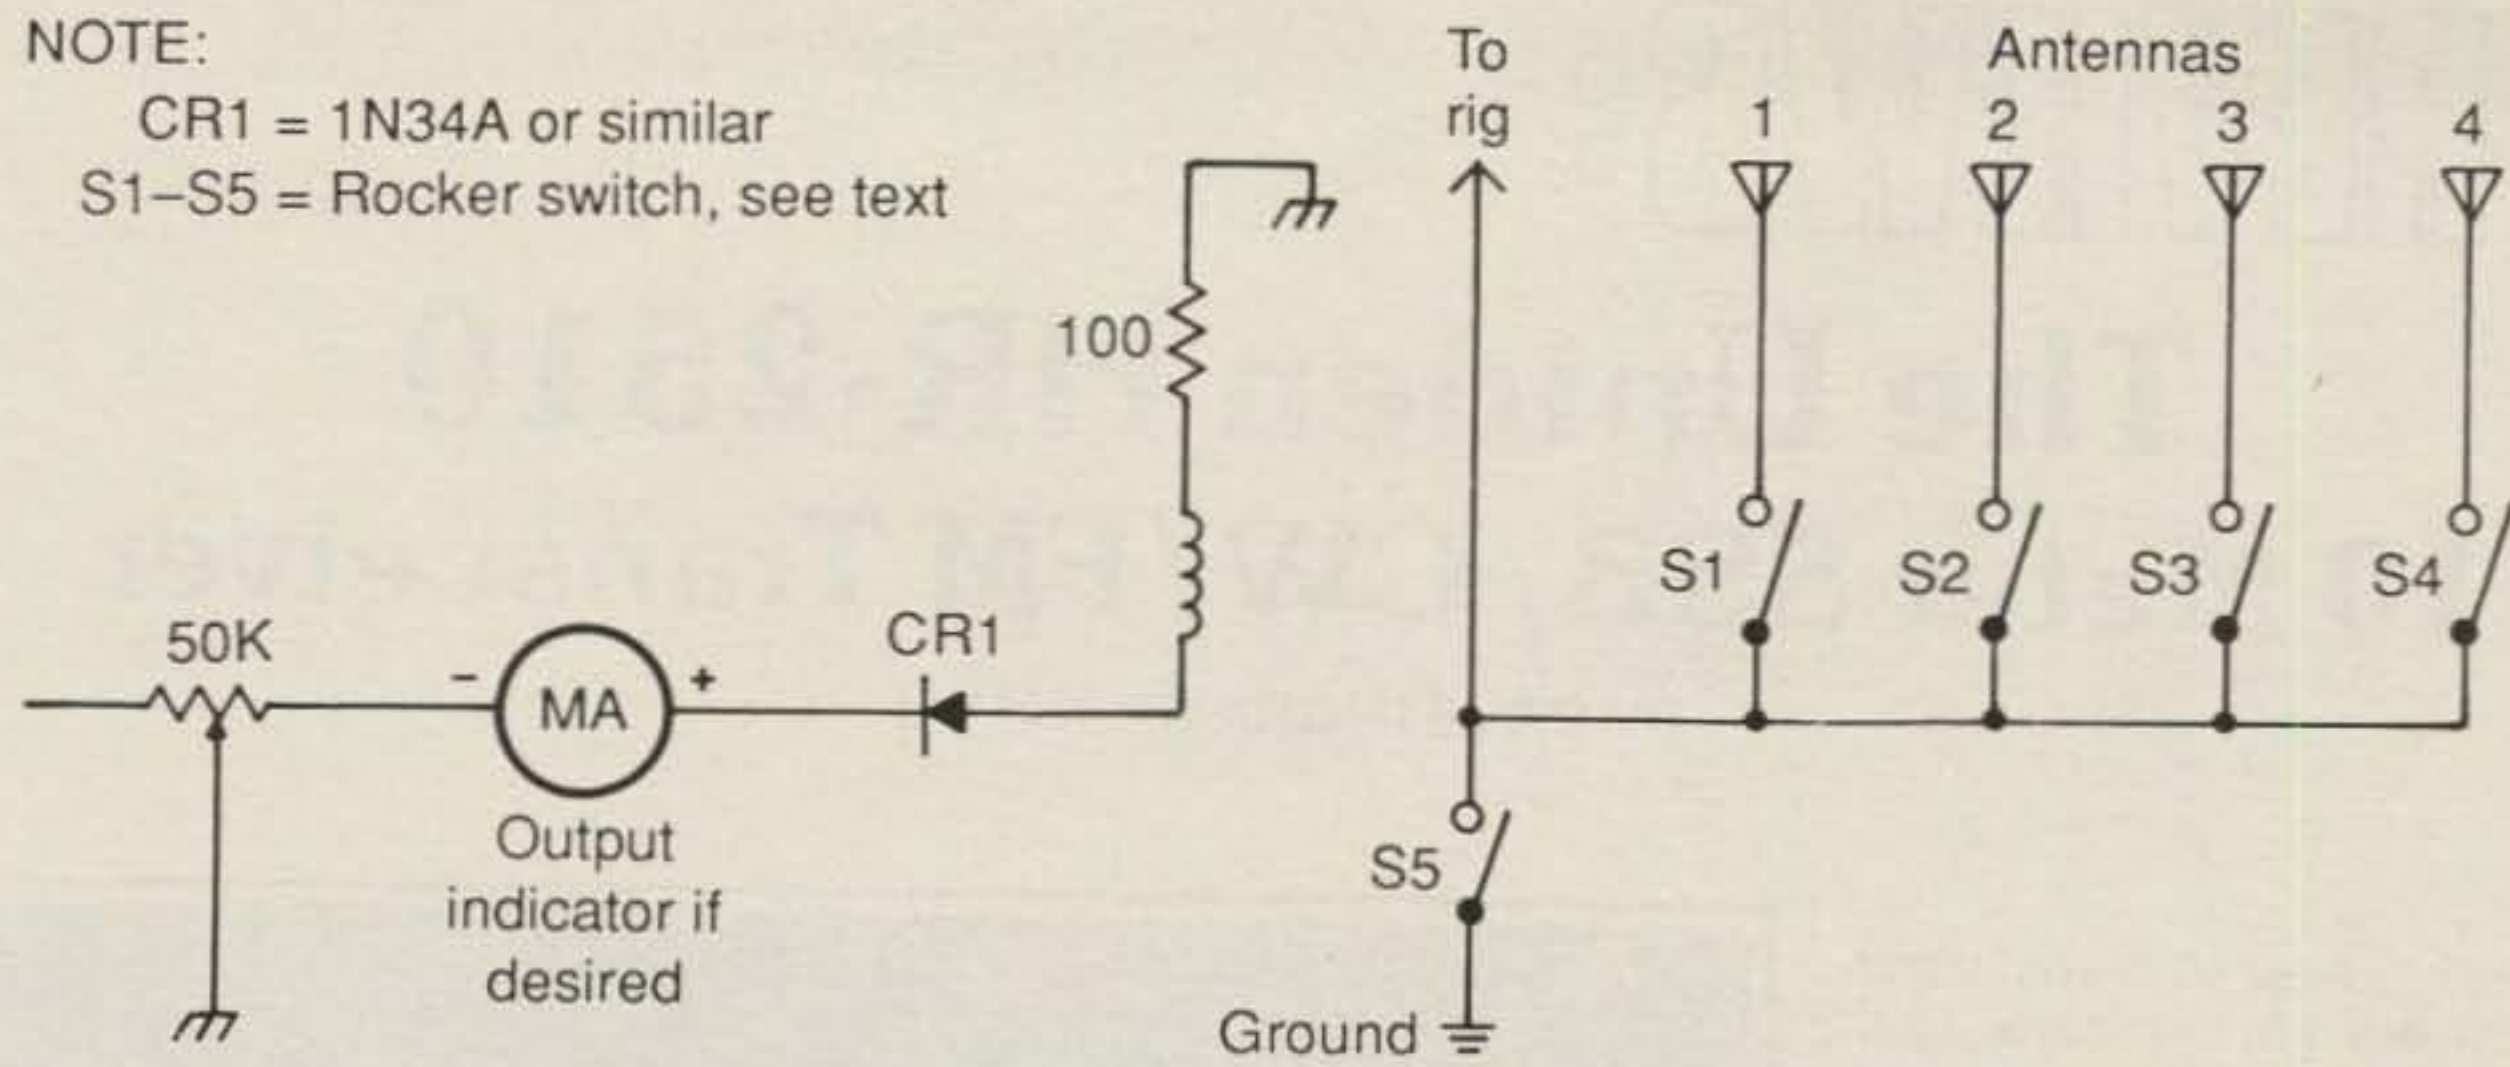 NOTE:
CR1 = 1N34A or similar
S1–S5 = Rocker switch, see text
To
rig
Antennas
1
2
3
4
100
S1
S2
S3
S4
50K
–
MA
+
CR1
Output
indicator if
desired
S5
Ground